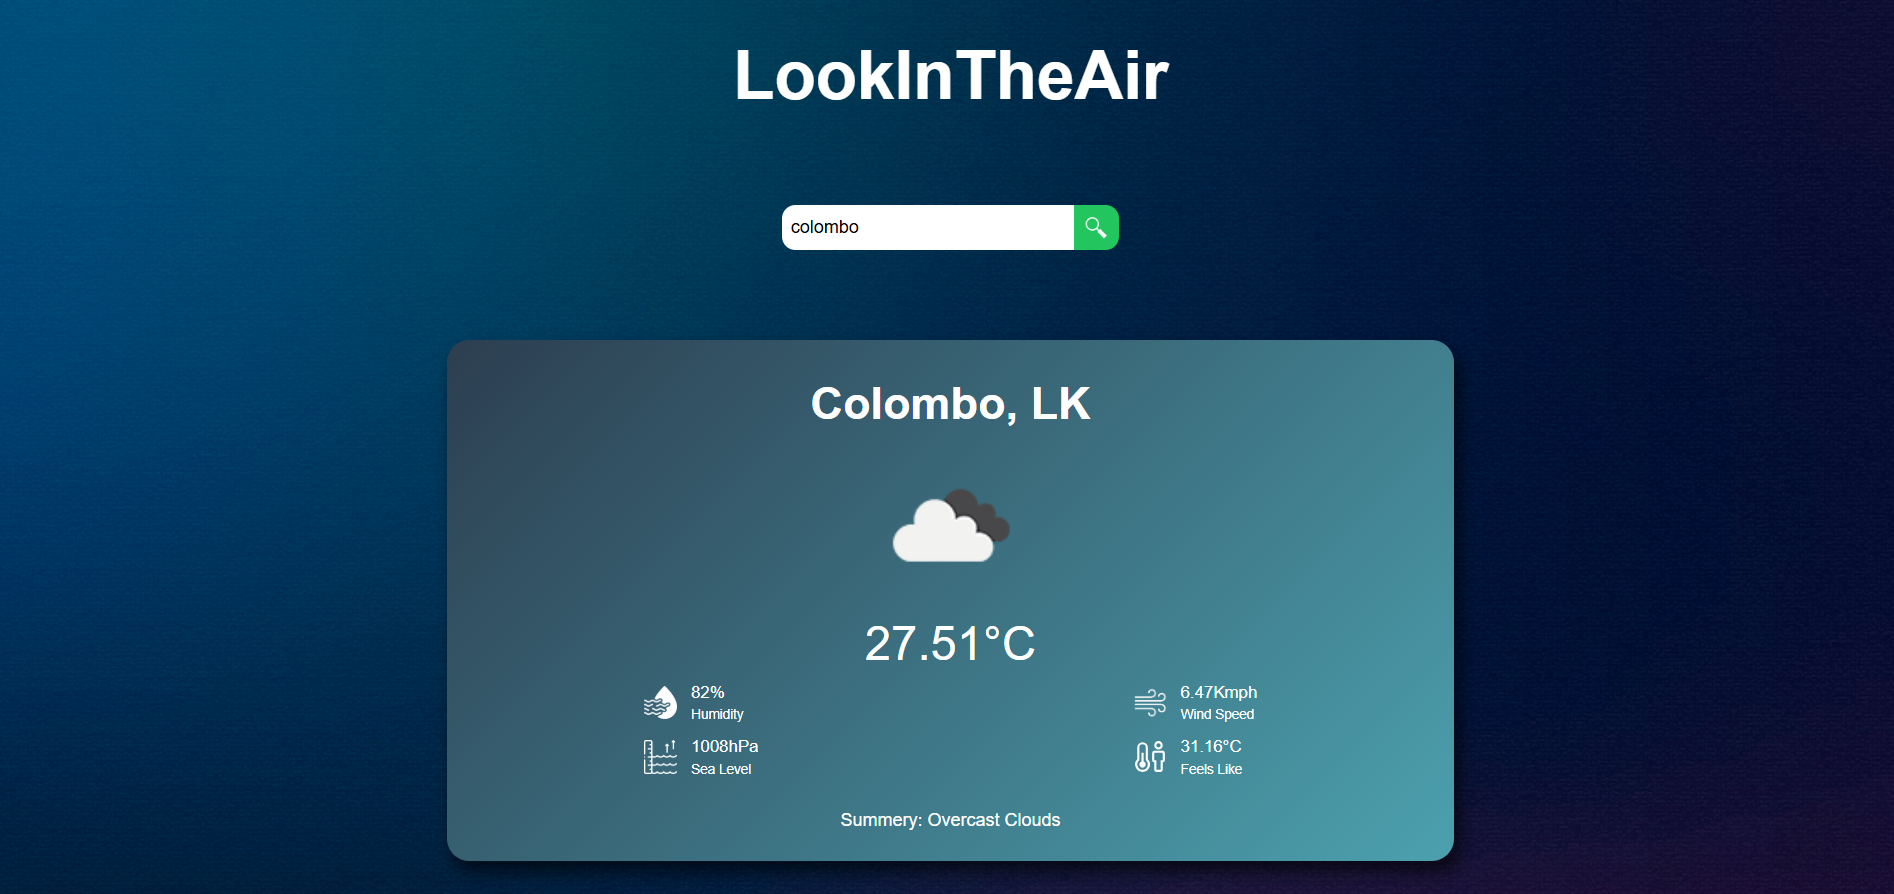 LookInTheAir
colombo
Colombo, LK
27.51°C
82%
Humidity
6.47Kmph
Wind Speed
1008hPa
Sea Level
31.16°C
Feels Like
Summery: Overcast Clouds